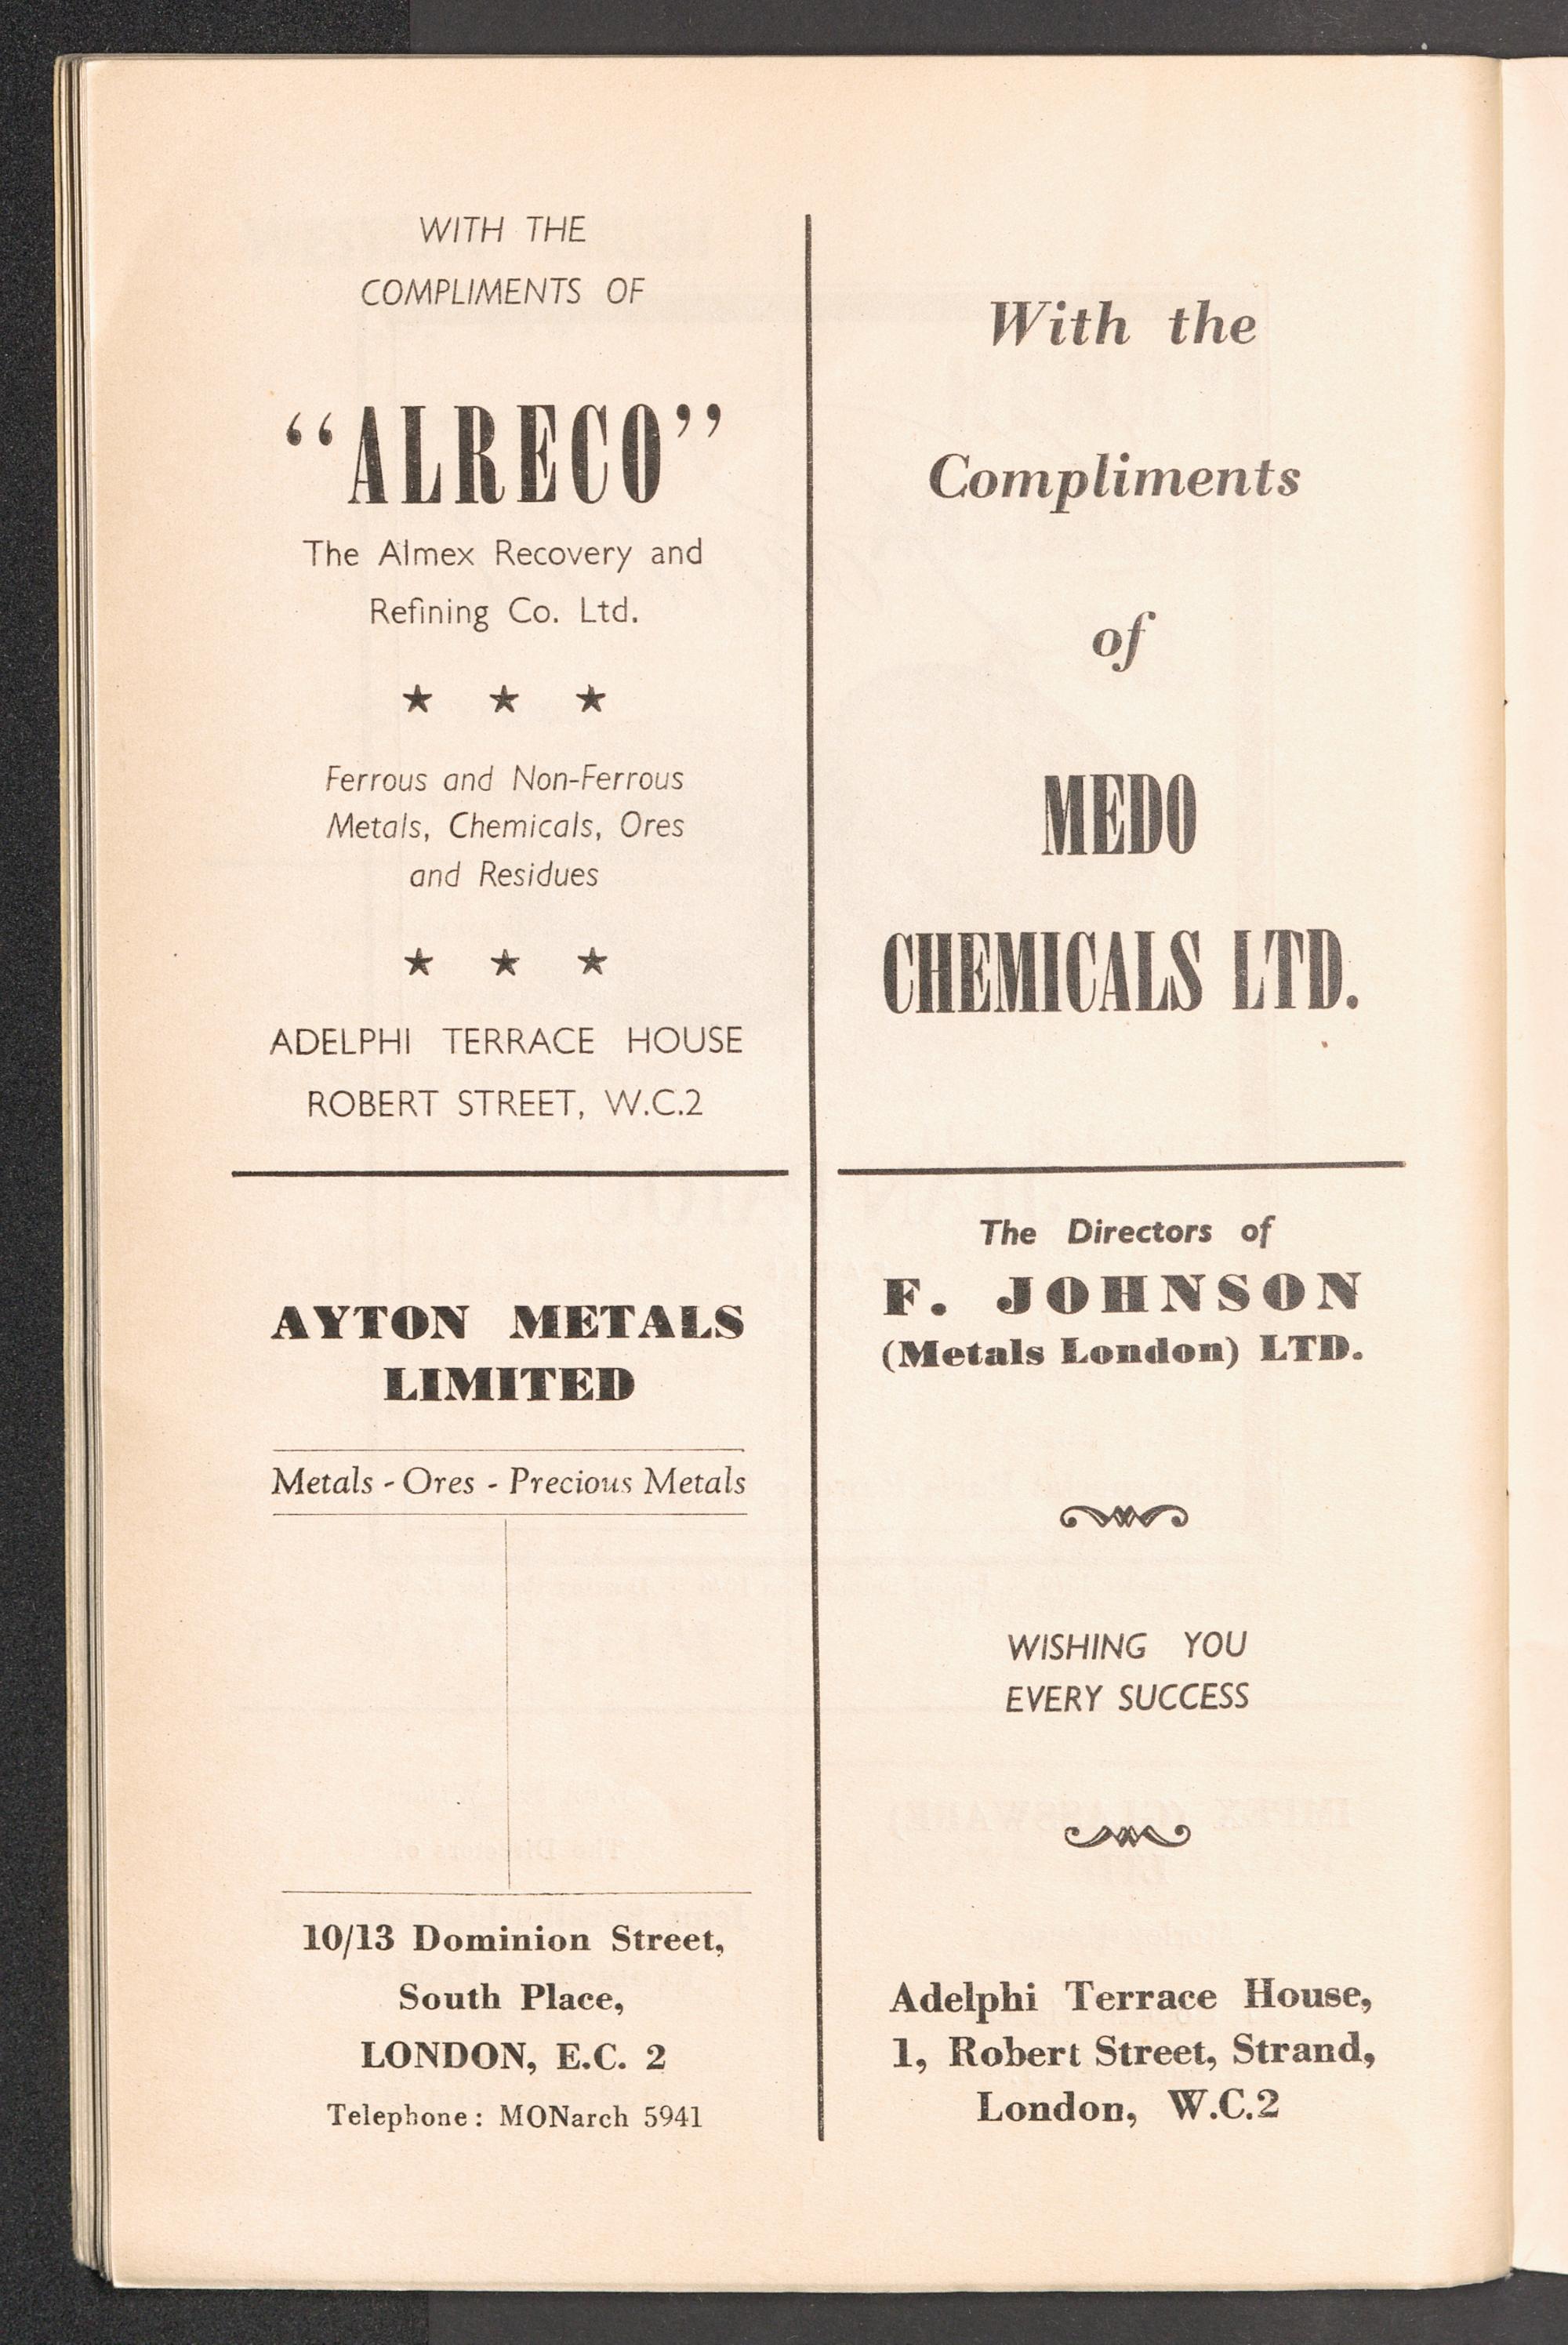 WITH THE
COMPLIMENTS OF
“ALRECO”
The Almex Recovery and
Refining Co. Ltd.
★ ★ ★
Ferrous and Non-Ferrous
Metals, Chemicals, Ores
and Residues
★ ★ ★
ADELPHI TERRACE HOUSE
ROBERT STREET, W.C.2
With the
Compliments
of
MEDO
CHEMICALS LTD.
AYTON METALS
LIMITED
Metals - Ores - Precious Metals
10/13 Dominion Street,
South Place,
LONDON, E.C. 2
Telephone: MONarch 5941
The Directors of
F. JOHNSON
(Metals London) LTD.
WISHING YOU
EVERY SUCCESS
Adelphi Terrace House,
1, Robert Street, Strand,
London, W.C.2